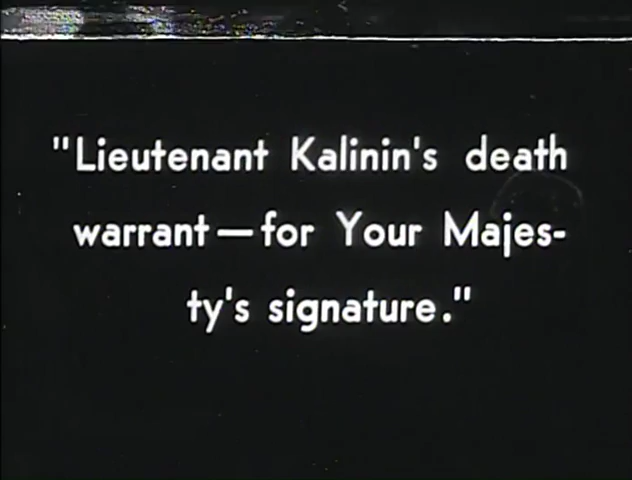 "Lieutenant Kalinin's death
warrant—for Your Majes-
ty's signature."